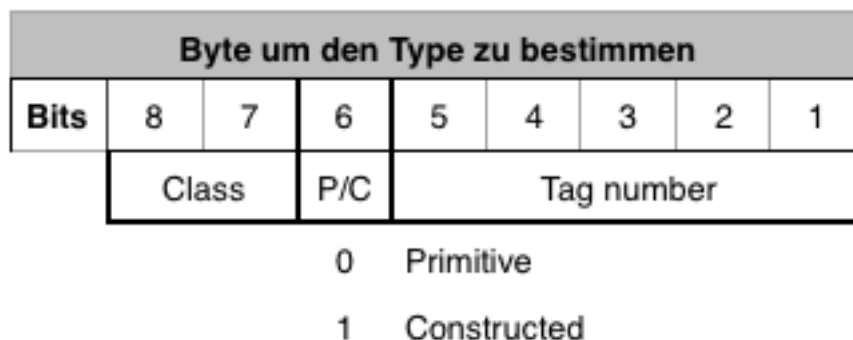 Byte um den Type zu bestimmen
Bits 8 7 6 5 4 3 2 1
Class P/C Tag number
0 Primitive
1 Constructed